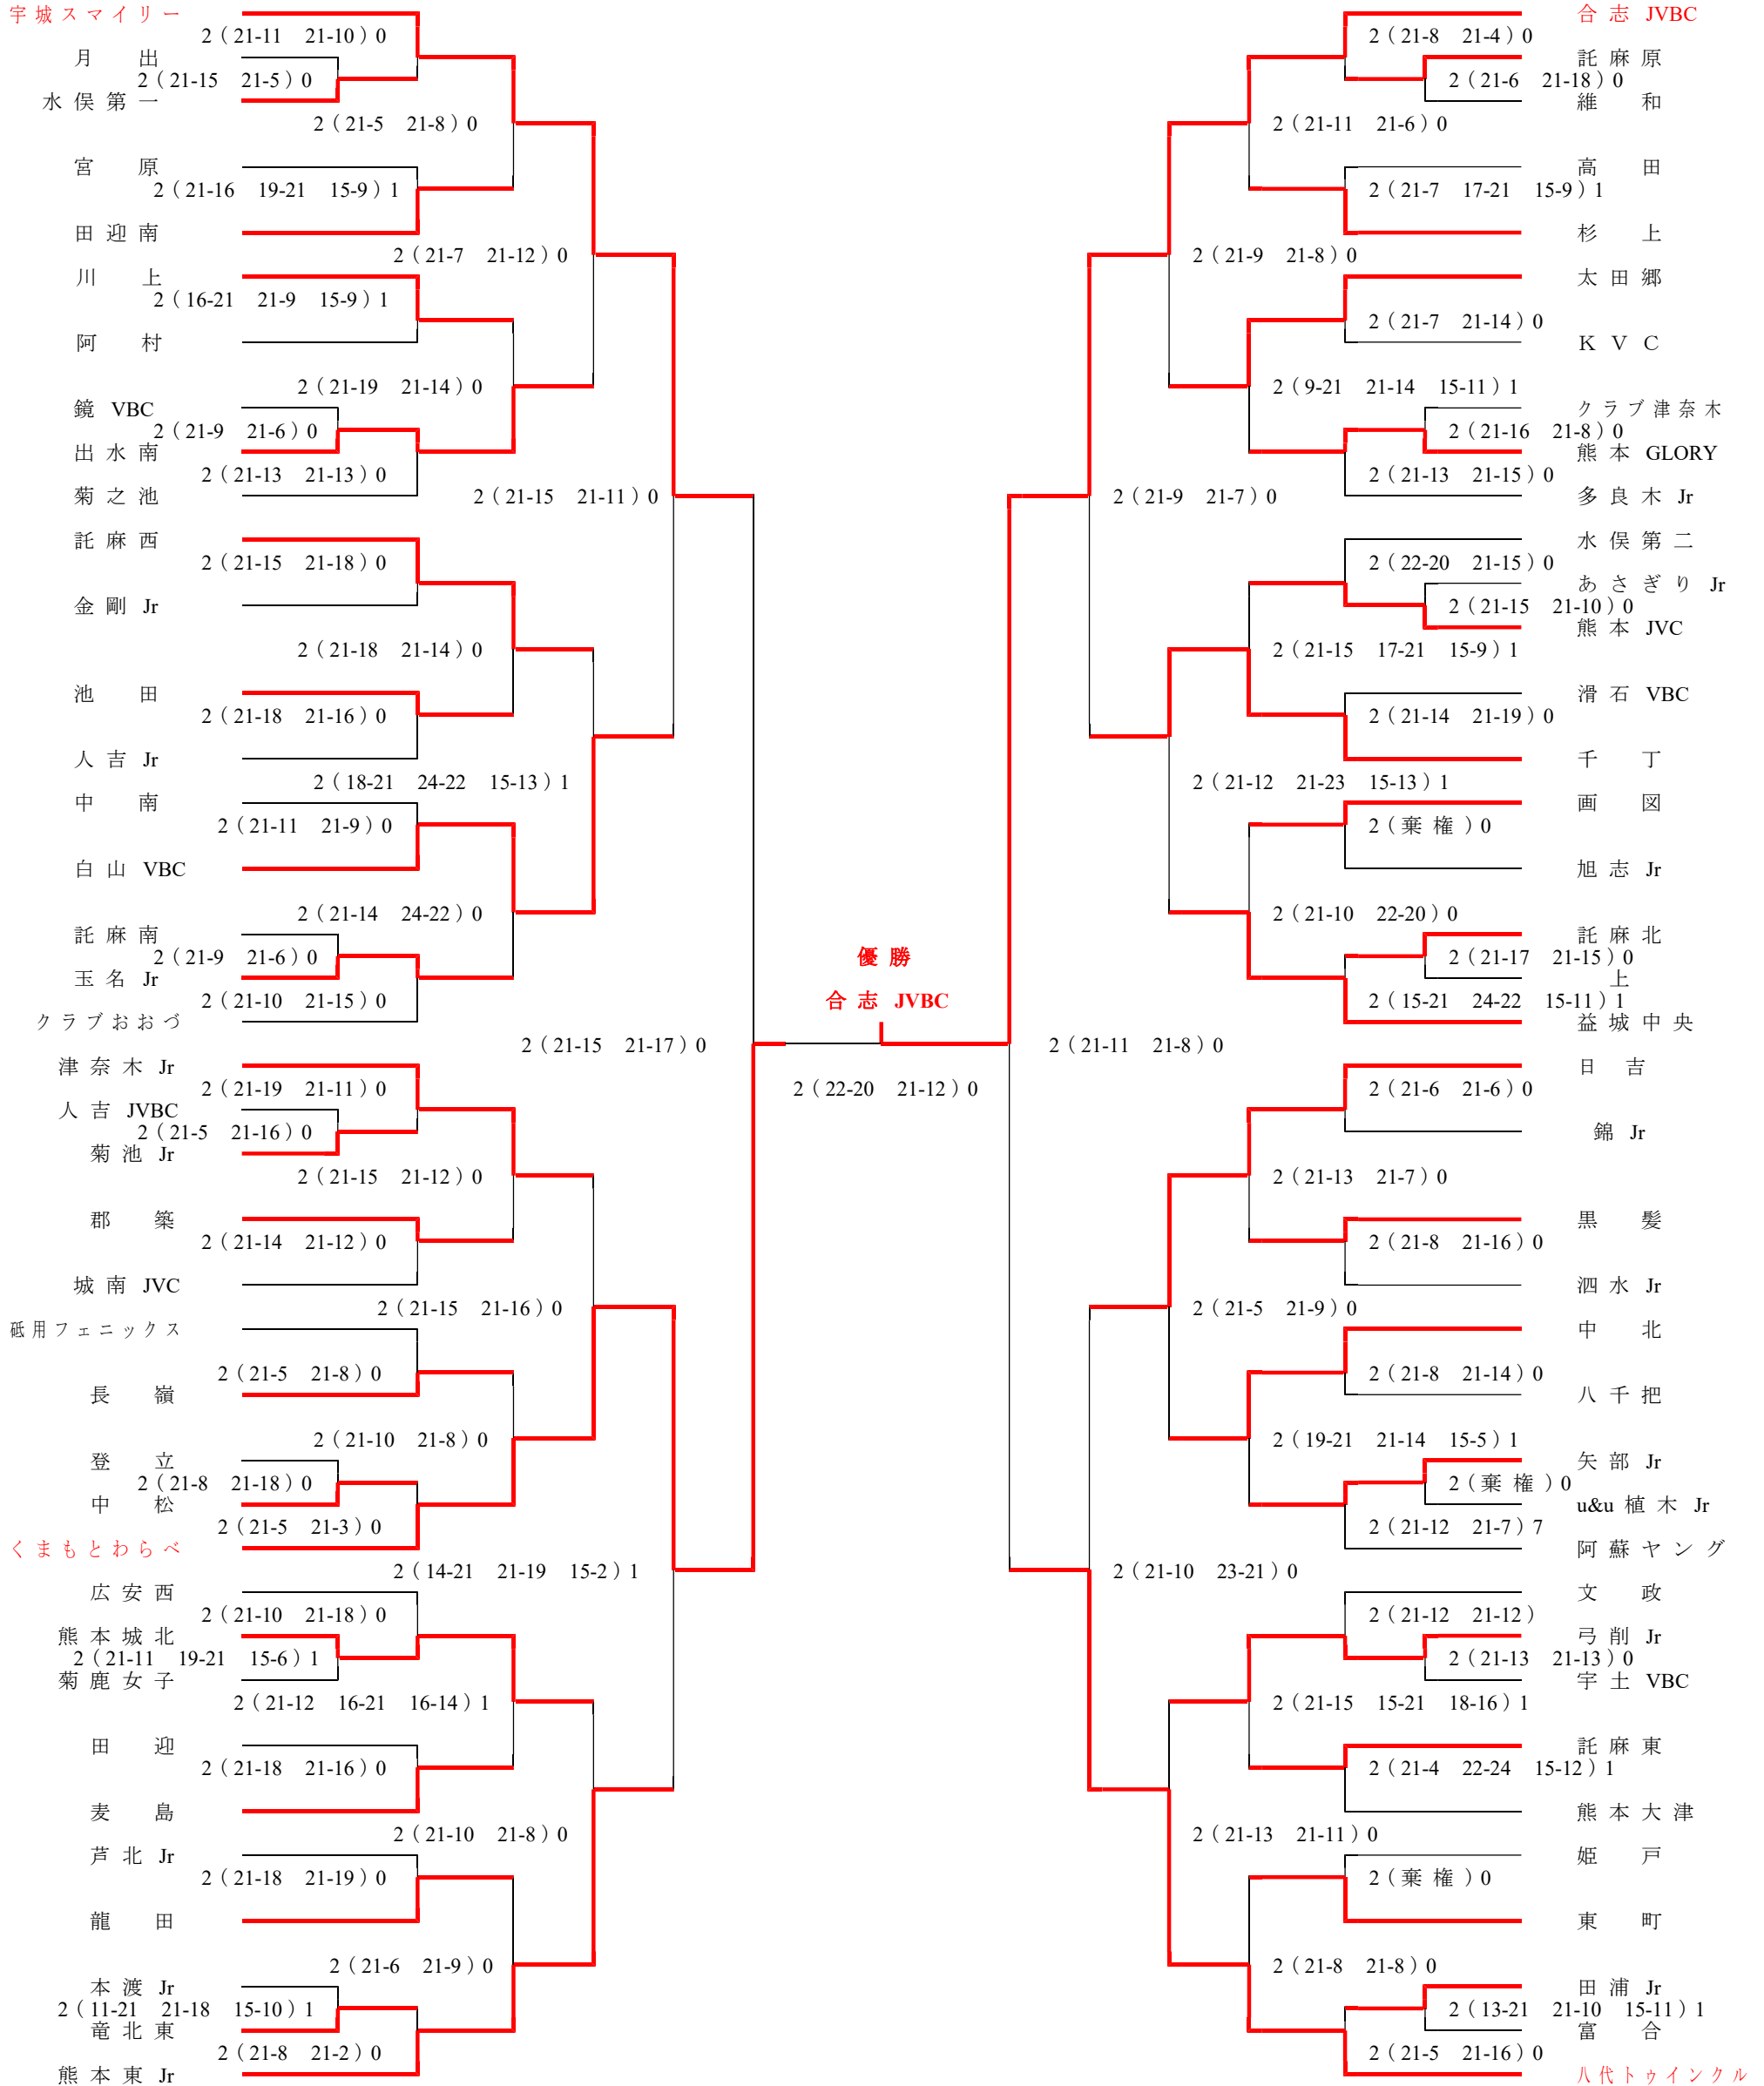 宇城スマイリー
2（21-11 21-10）0
月 出
2（21-15 21-5）0
水俣第一
2（21-5 21-8）0
宮 原
2（21-16 19-21 15-9）1
田迎南
2（21-7 21-12）0
川 上
2（16-21 21-9 15-9）1
阿 村
2（21-19 21-14）0
鏡 VBC
2（21-9 21-6）0
出水南
2（21-13 21-13）0
菊之池
2（21-15 21-11）0
託麻西
2（21-15 21-18）0
金剛 Jr
2（21-18 21-14）0
池 田
2（21-18 21-16）0
人吉 Jr
2（18-21 24-22 15-13）1
中 南
2（21-11 21-9）0
白山 VBC
2（21-14 24-22）0
託麻南
2（21-9 21-6）0
玉名 Jr
2（21-10 21-15）0
クラブおおづ
2（21-15 21-17）0
津奈木 Jr
2（21-19 21-11）0
人吉 JVBC
2（21-5 21-16）0
菊池 Jr
2（21-15 21-12）0
郡 築
2（21-14 21-12）0
城南 JVC
2（21-15 21-16）0
砥用フェニックス
2（21-5 21-8）0
長 嶺
2（21-10 21-8）0
登 立
2（21-8 21-18）0
中 松
2（21-5 21-3）0
くまもとわらべ
2（14-21 21-19 15-2）1
広安西
2（21-10 21-18）0
熊本城北
2（21-11 19-21 15-6）1
菊鹿女子
2（21-12 16-21 16-14）1
田 迎
2（21-18 21-16）0
麦 島
2（21-10 21-8）0
芦北 Jr
2（21-18 21-19）0
龍 田
2（21-6 21-9）0
本渡 Jr
2（11-21 21-18 15-10）1
竜北東
2（21-8 21-2）0
熊本東 Jr
優勝
合志 JVBC
2（22-20 21-12）0
合志 JVBC
2（21-8 21-4）0
託麻原
2（21-6 21-18）0
維 和
2（21-11 21-6）0
高 田
2（21-7 17-21 15-9）1
杉 上
2（21-9 21-8）0
太田郷
2（21-7 21-14）0
K V C
2（9-21 21-14 15-11）1
クラブ津奈木
2（21-16 21-8）0
熊本 GLORY
2（21-13 21-15）0
多良木 Jr
2（21-9 21-7）0
水俣第二
2（22-20 21-15）0
あさぎり Jr
2（21-15 21-10）0
熊本 JVC
2（21-15 17-21 15-9）1
滑石 VBC
2（21-14 21-19）0
千 丁
2（21-12 21-23 15-13）1
画 図
2（棄権）0
旭志 Jr
2（21-10 22-20）0
託麻北
2（21-17 21-15）0
上
2（15-21 24-22 15-11）1
益城中央
2（21-11 21-8）0
日 吉
2（21-6 21-6）0
錦 Jr
2（21-13 21-7）0
黒 髪
2（21-8 21-16）0
泗水 Jr
2（21-5 21-9）0
中 北
2（21-8 21-14）0
八千把
2（19-21 21-14 15-5）1
矢部 Jr
2（棄権）0
u&u 植木 Jr
2（21-12 21-7）7
阿蘇ヤング
2（21-10 23-21）0
文 政
2（21-12 21-12）
弓削 Jr
2（21-13 21-13）0
宇土 VBC
2（21-15 15-21 18-16）1
託麻東
2（21-4 22-24 15-12）1
熊本大津
2（21-13 21-11）0
姫 戸
2（棄権）0
東 町
2（21-8 21-8）0
田浦 Jr
2（13-21 21-10 15-11）1
富 合
2（21-5 21-16）0
八代トゥインクル